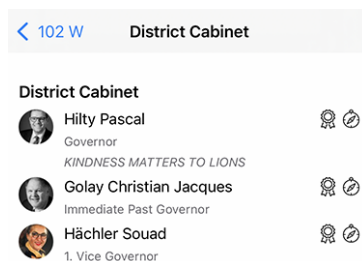 102 W
District Cabinet
District Cabinet
Hilty Pascal
Governor
KINDNESS MATTERS TO LIONS
Golay Christian Jacques
Immediate Past Governor
Hächler Souad
1. Vice Governor